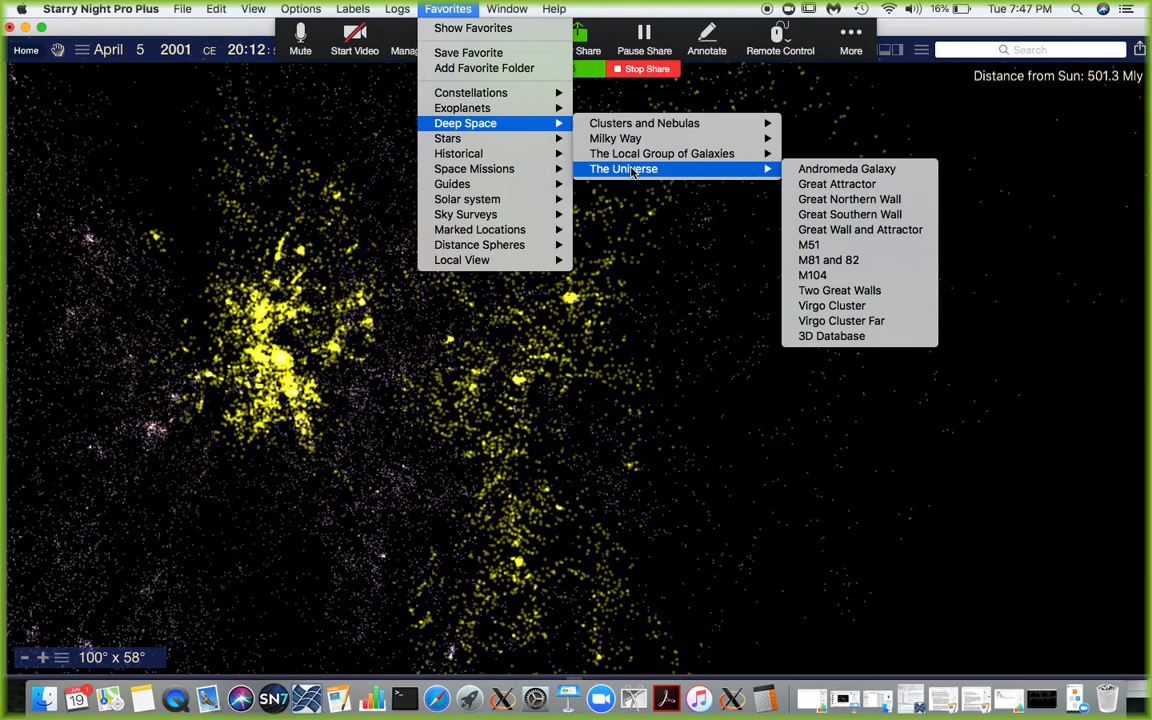 Starry Night Pro Plus File Edit View Options Labels Logs Favorites Window Help 16% Tue 7:47 PM
Mute Start Video Share Pause Share Annotate Remote Control More
Stop Share
Home April 5 2001 CE 20:12: Search
Distance from Sun: 501.3 Mly
Show Favorites
Save Favorite
Add Favorite Folder
Constellations
Exoplanets
Deep Space
Stars
Historical
Space Missions
Guides
Solar system
Sky Surveys
Marked Locations
Distance Spheres
Local View
Clusters and Nebulas
Milky Way
The Local Group of Galaxies
The Universe
Andromeda Galaxy
Great Attractor
Great Northern Wall
Great Southern Wall
Great Wall and Attractor
M51
M81 and 82
M104
Two Great Walls
Virgo Cluster
Virgo Cluster Far
3D Database
100° x 58°
JUN 19 SN7